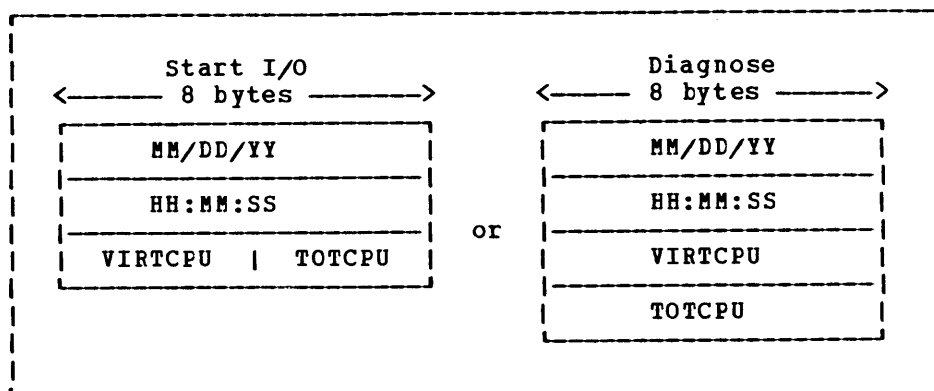 Start I/O
8 bytes
MM/DD/YY
HH:MM:SS
VIRTCPU | TOTCPU
or
Diagnose
8 bytes
MM/DD/YY
HH:MM:SS
VIRTCPU
TOTCPU